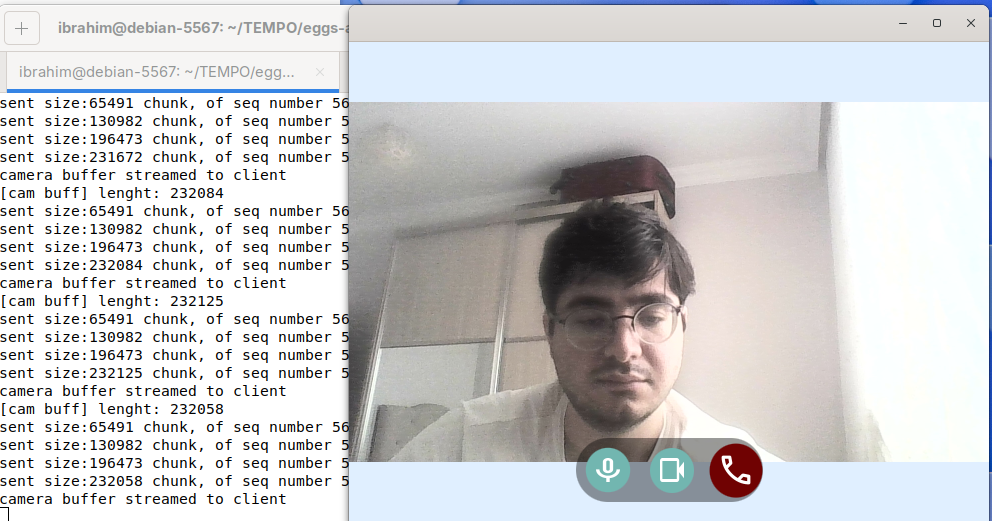 ibrahim@debian-5567: ~/TEMPO/eggs-a
ibrahim@debian-5567: ~/TEMPO/egg...
sent size:65491 chunk, of seq number 56
sent size:130982 chunk, of seq number 5
sent size:196473 chunk, of seq number 5
sent size:231672 chunk, of seq number 5
camera buffer streamed to client
[cam buff] lenght: 232084
sent size:65491 chunk, of seq number 56
sent size:130982 chunk, of seq number 5
sent size:196473 chunk, of seq number 5
sent size:232084 chunk, of seq number 5
camera buffer streamed to client
[cam buff] lenght: 232125
sent size:65491 chunk, of seq number 56
sent size:130982 chunk, of seq number 5
sent size:196473 chunk, of seq number 5
sent size:232125 chunk, of seq number 5
camera buffer streamed to client
[cam buff] lenght: 232058
sent size:65491 chunk, of seq number 56
sent size:130982 chunk, of seq number 5
sent size:196473 chunk, of seq number 5
sent size:232058 chunk, of seq number 5
camera buffer streamed to client